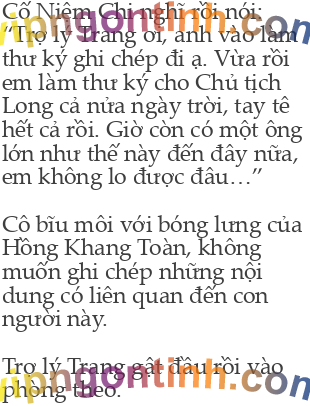 Cố Niệm Chi nghĩ rồi nói:
“Trợ lý Trang ơi, anh vào làm
thư ký ghi chép đi ạ. Vừa rồi
em làm thư ký cho Chủ tịch
Long cả nửa ngày trời, tay tê
hết cả rồi. Giờ còn có một ông
lớn như thế này đến đây nữa,
em không lo được đâu…”

Cô bĩu môi với bóng lưng của
Hồng Khang Toàn, không
muốn ghi chép những nội
dung có liên quan đến con
người này.

Trợ lý Trang gật đầu rồi vào
phòng theo.
vipngontinh.com
vipngontinh.com